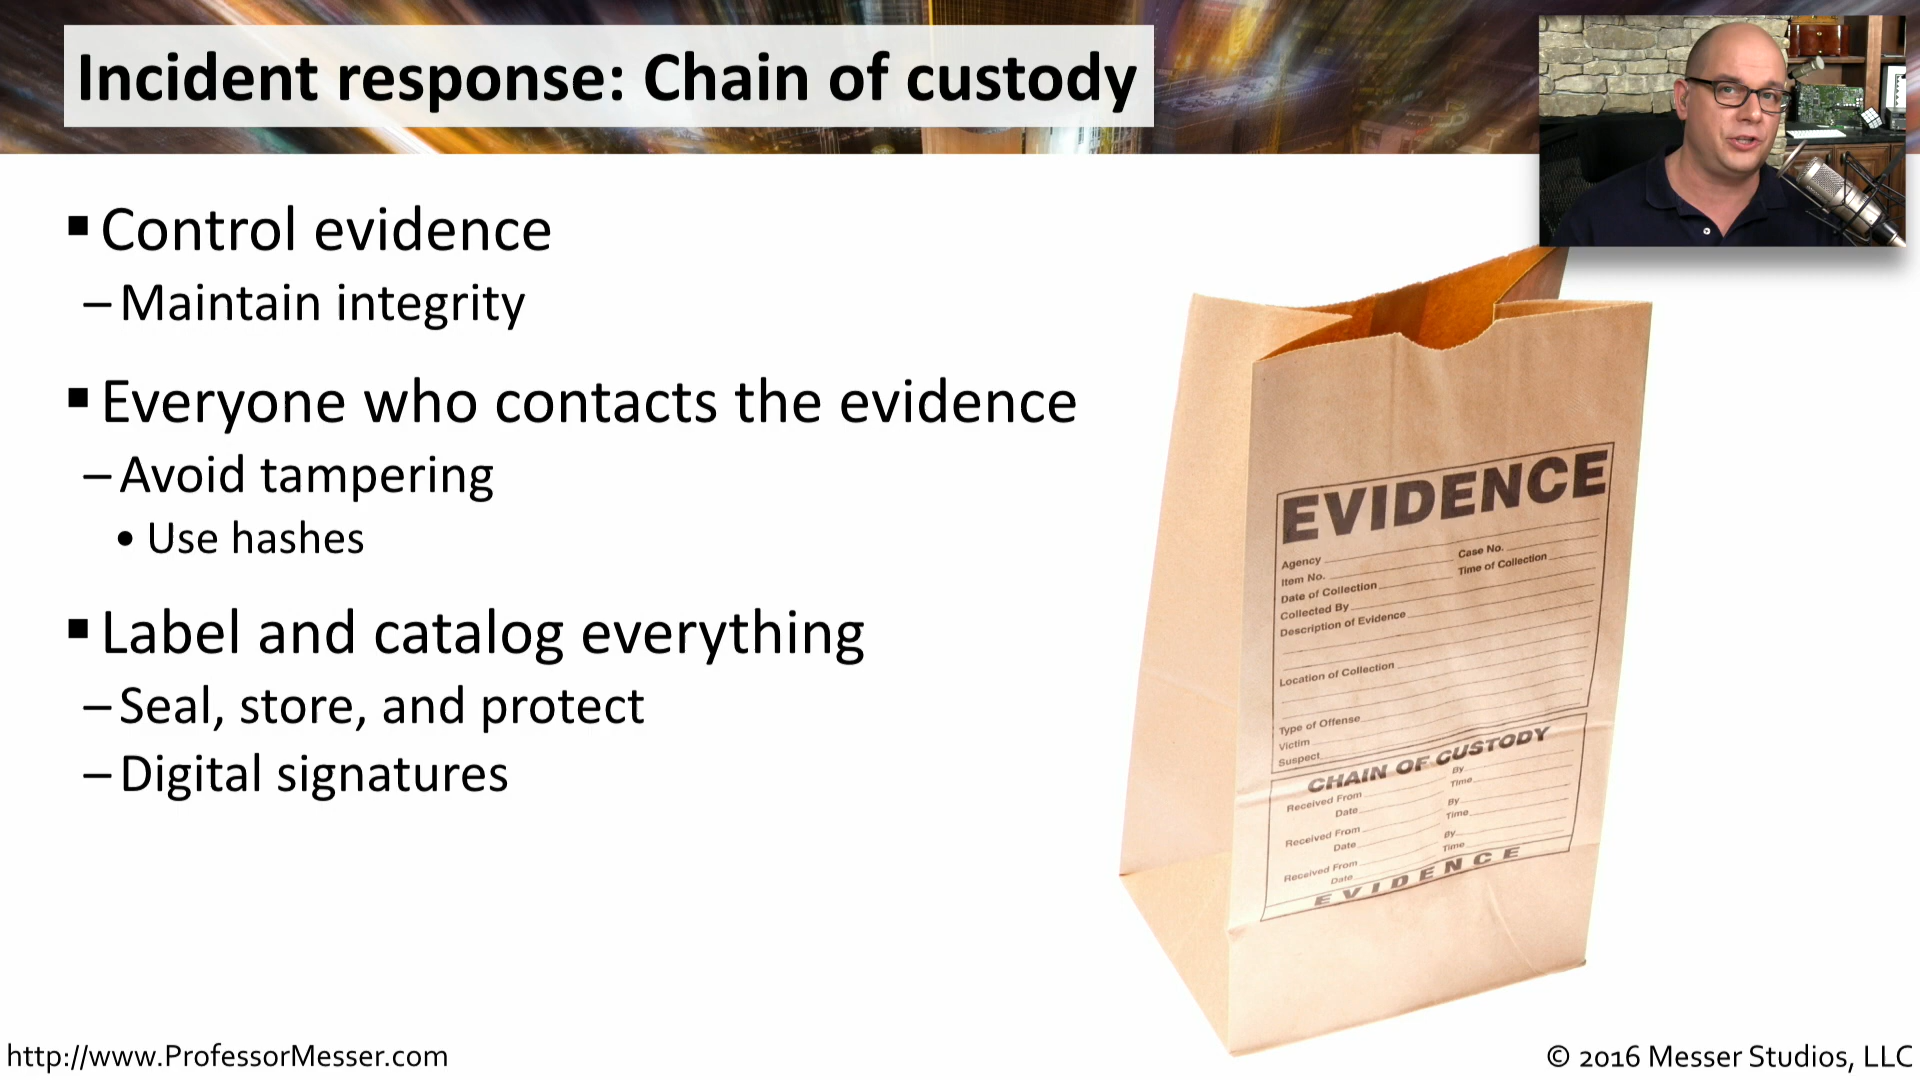 Incident response: Chain of custody
▪ Control evidence
– Maintain integrity
▪ Everyone who contacts the evidence
– Avoid tampering
• Use hashes
▪ Label and catalog everything
– Seal, store, and protect
– Digital signatures
EVIDENCE
Agency
Case No.
Item No.
Time of Collection
Date of Collection
Collected By
Description of Evidence
Location of Collection
Type of Offense
Victim
Suspect
CHAIN OF CUSTODY
Received From
By
Date
Time
Received From
By
Date
Time
Received From
By
Date
Time
EVIDENCE
http://www.ProfessorMesser.com
© 2016 Messer Studios, LLC